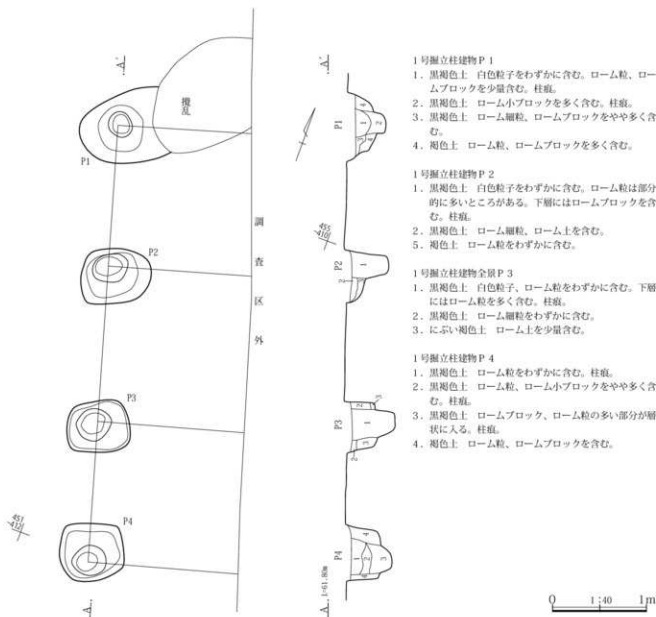 A´
攪乱
P1
P2
調査区外
P3
P4
A
451
-412
A´
P1
451
-410
P2
P3
P4
A
L=61.80m
1号掘立柱建物P1
1．黒褐色土　白色粒子をわずかに含む。ローム粒、ロー
ムブロックを少量含む。柱痕。
2．黒褐色土　ローム小ブロックを多く含む。柱痕。
3．黒褐色土　ローム細粒、ロームブロックをやや多く含
む。
4．褐色土　ローム粒、ロームブロックを多く含む。
1号掘立柱建物P2
1．黒褐色土　白色粒子をわずかに含む。ローム粒は部分
的に多いところがある。下層にはロームブロックを含
む。柱痕。
2．黒褐色土　ローム細粒、ローム土を含む。
5．褐色土　ローム粒をわずかに含む。
1号掘立柱建物全景P3
1．黒褐色土　白色粒子、ローム粒をわずかに含む。下層
にはローム粒を多く含む。柱痕。
2．黒褐色土　ローム細粒をわずかに含む。
3．にぶい褐色土　ローム土を少量含む。
1号掘立柱建物P4
1．黒褐色土　ローム粒をわずかに含む。柱痕。
2．黒褐色土　ローム粒、ローム小ブロックをやや多く含
む。柱痕。
3．黒褐色土　ロームブロック、ローム粒の多い部分が層
状に入る。柱痕。
4．褐色土　ローム粒、ロームブロックを含む。
0　1:40　1m